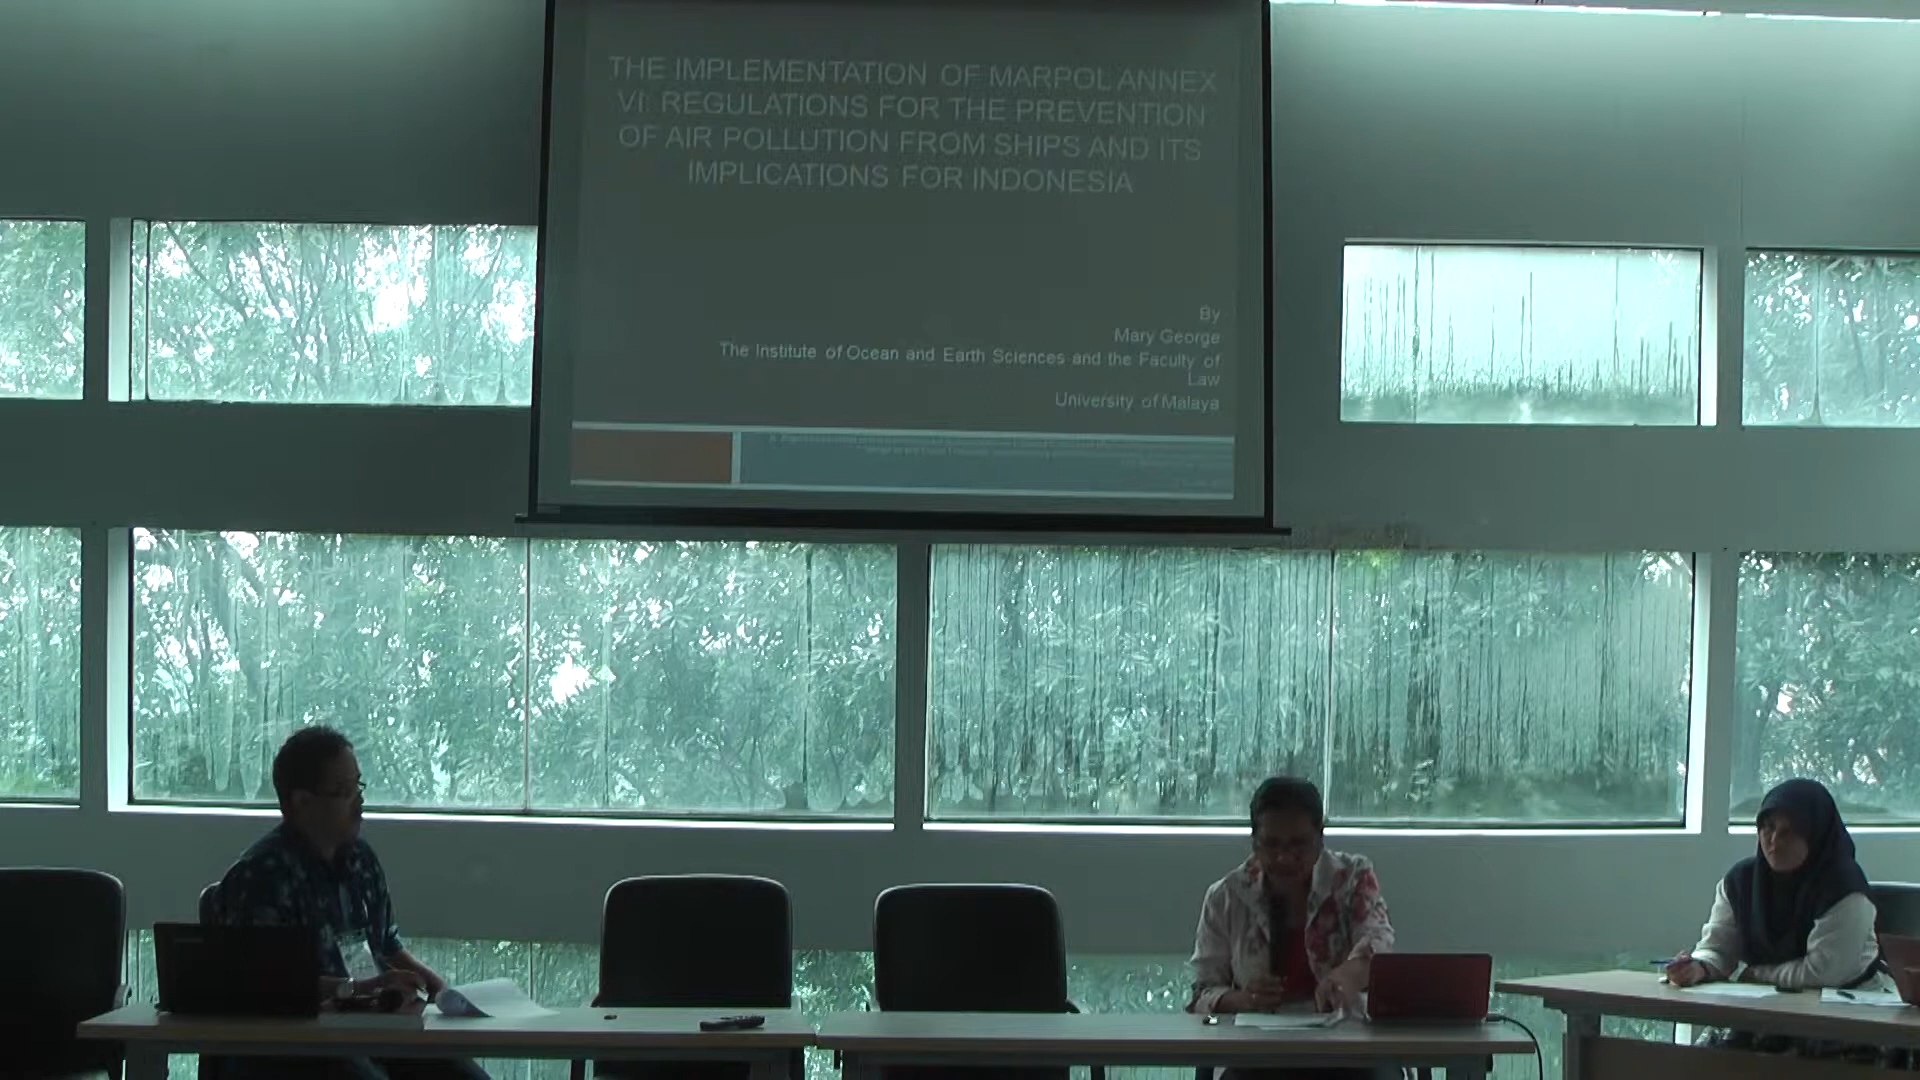 THE IMPLEMENTATION OF MARPOL ANNEX
VI: REGULATIONS FOR THE PREVENTION
OF AIR POLLUTION FROM SHIPS AND ITS
IMPLICATIONS FOR INDONESIA
By
Mary George
The Institute of Ocean and Earth Sciences and the Faculty of
Law
University of Malaya